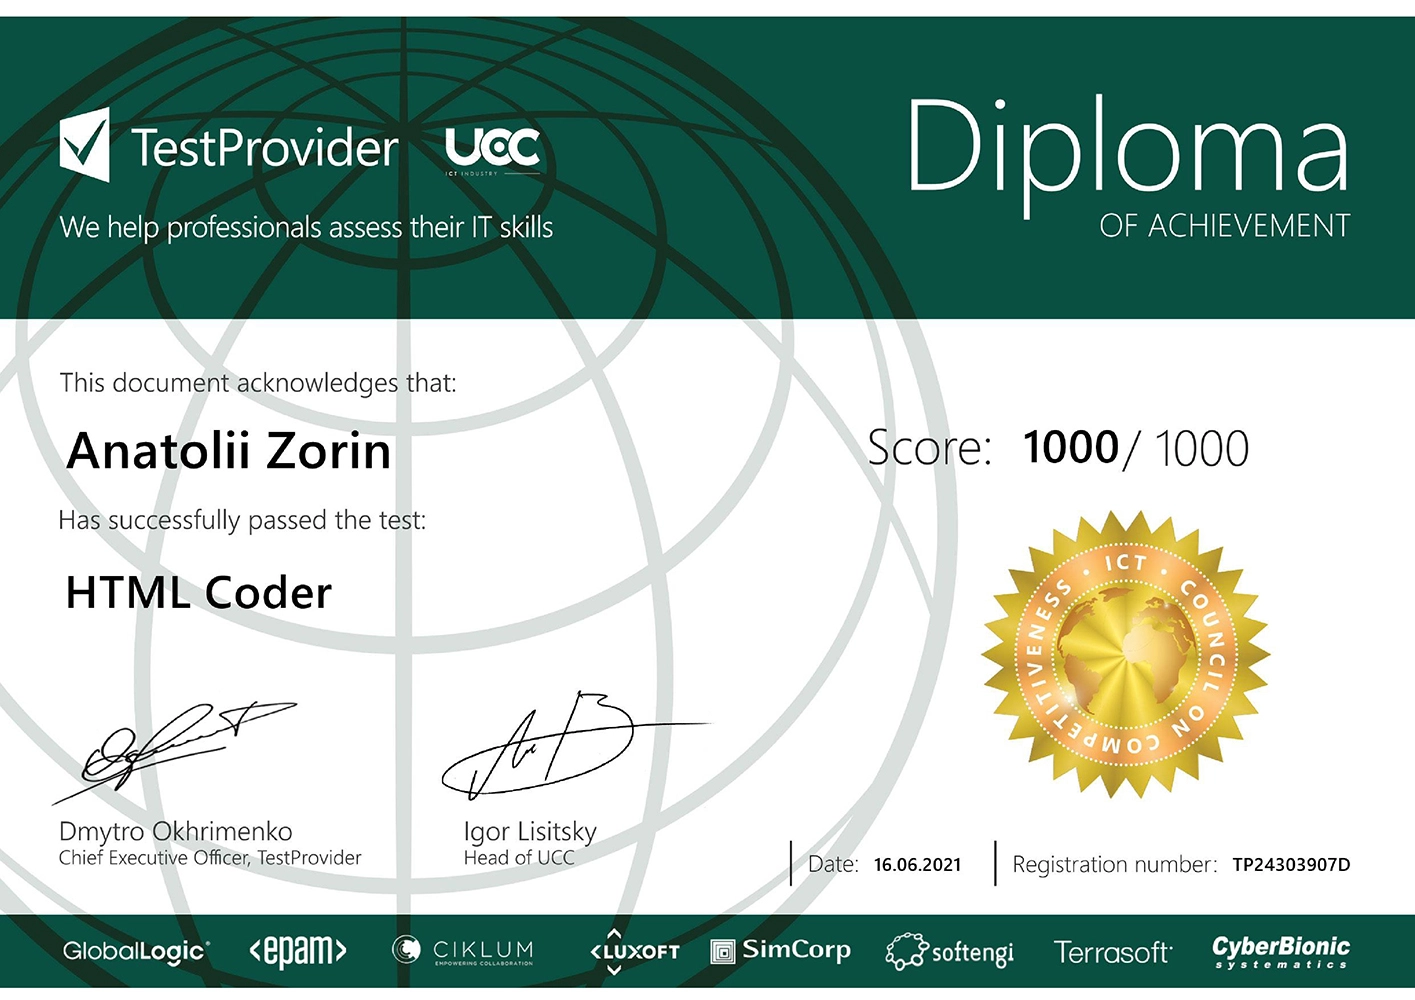 TestProvider
UCC
ICT INDUSTRY
We help professionals assess their IT skills
Diploma
OF ACHIEVEMENT
This document acknowledges that:
Anatolii Zorin
Score: 1000 / 1000
Has successfully passed the test:
HTML Coder
• ICT • COUNCIL ON COMPETITIVENESS
Dmytro Okhrimenko
Chief Executive Officer, TestProvider
Igor Lisitsky
Head of UCC
Date: 16.06.2021
Registration number: TP24303907D
GlobalLogic®
<epam>
CIKLUM
EMPOWERING COLLABORATION
<LUXOFT
SimCorp
softengi
Terrasoft
CyberBionic
systematics